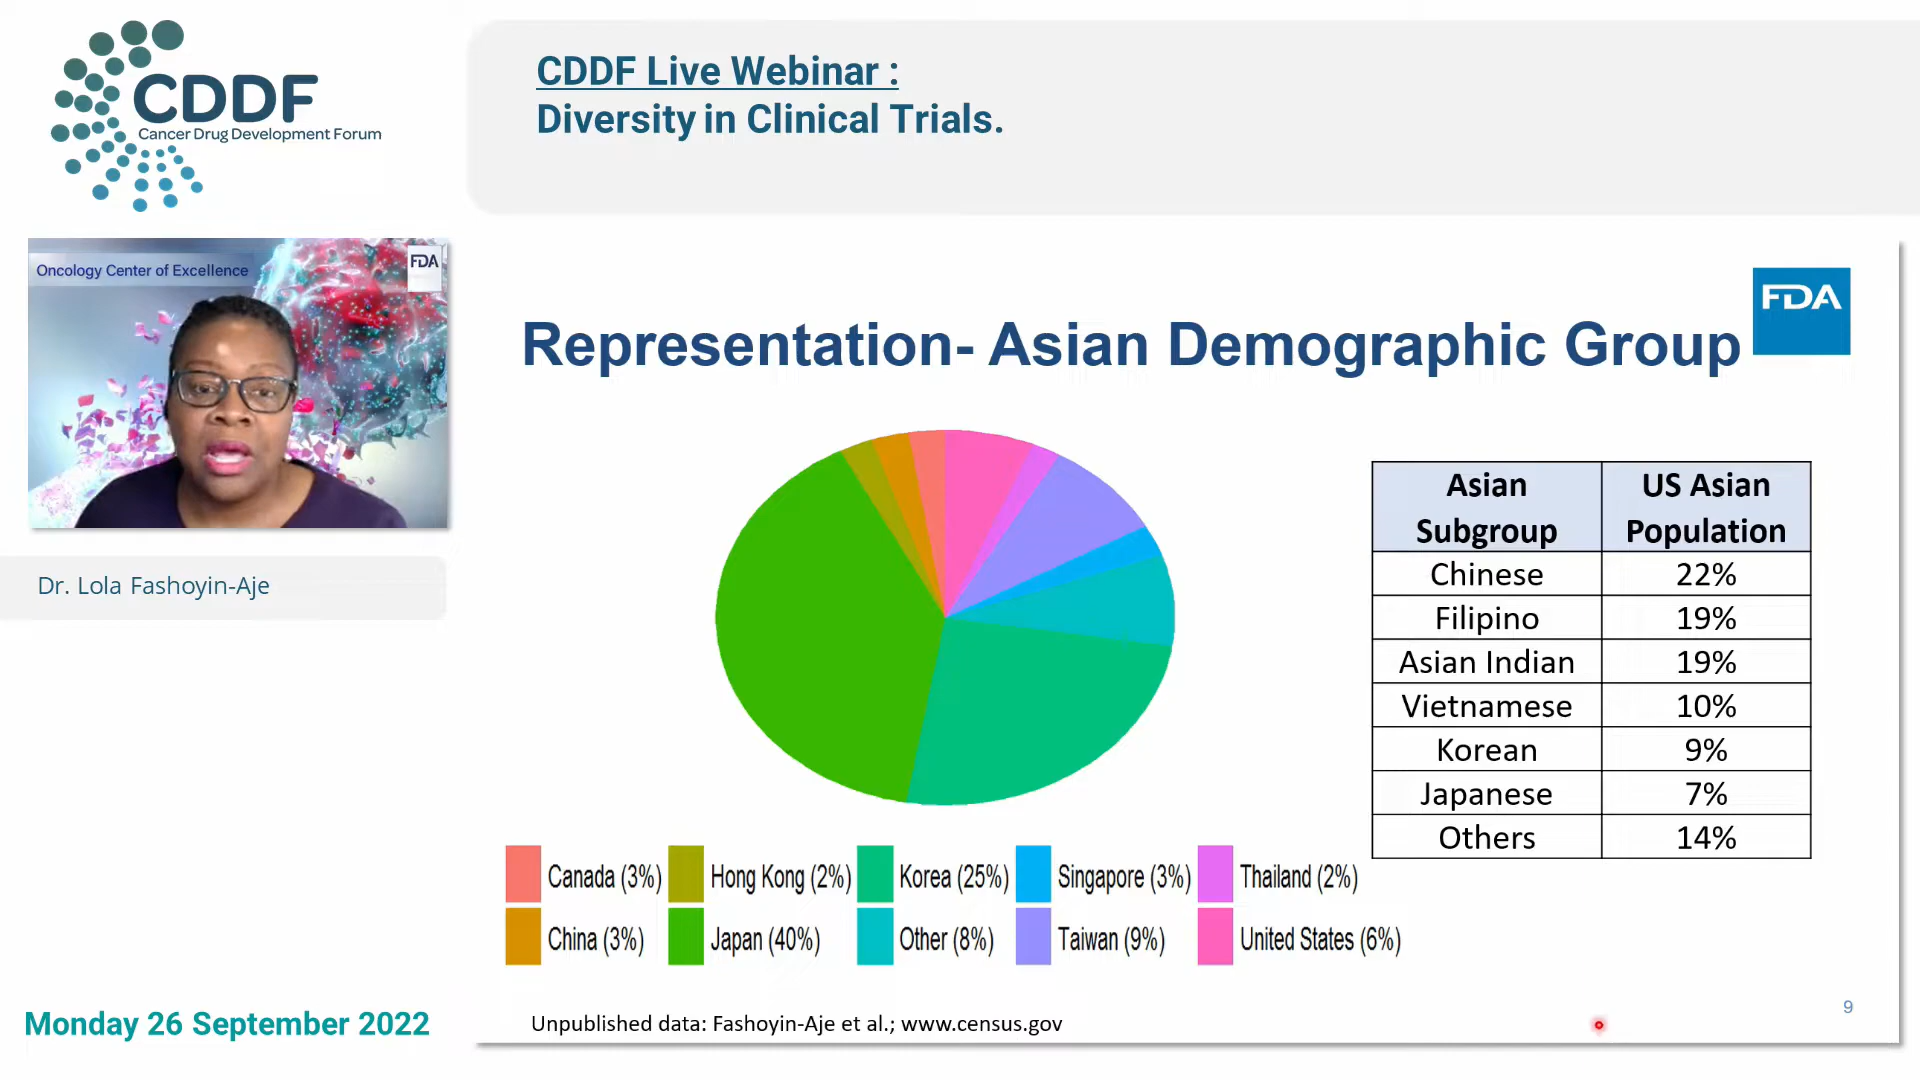 CDDF
Cancer Drug Development Forum
CDDF Live Webinar :
Diversity in Clinical Trials.
Oncology Center of Excellence
FDA
Dr. Lola Fashoyin-Aje
Monday 26 September 2022
FDA
Representation- Asian Demographic Group
Asian Subgroup US Asian Population
Chinese 22%
Filipino 19%
Asian Indian 19%
Vietnamese 10%
Korean 9%
Japanese 7%
Others 14%
Canada (3%) Hong Kong (2%) Korea (25%) Singapore (3%) Thailand (2%)
China (3%) Japan (40%) Other (8%) Taiwan (9%) United States (6%)
Unpublished data: Fashoyin-Aje et al.; www.census.gov
9